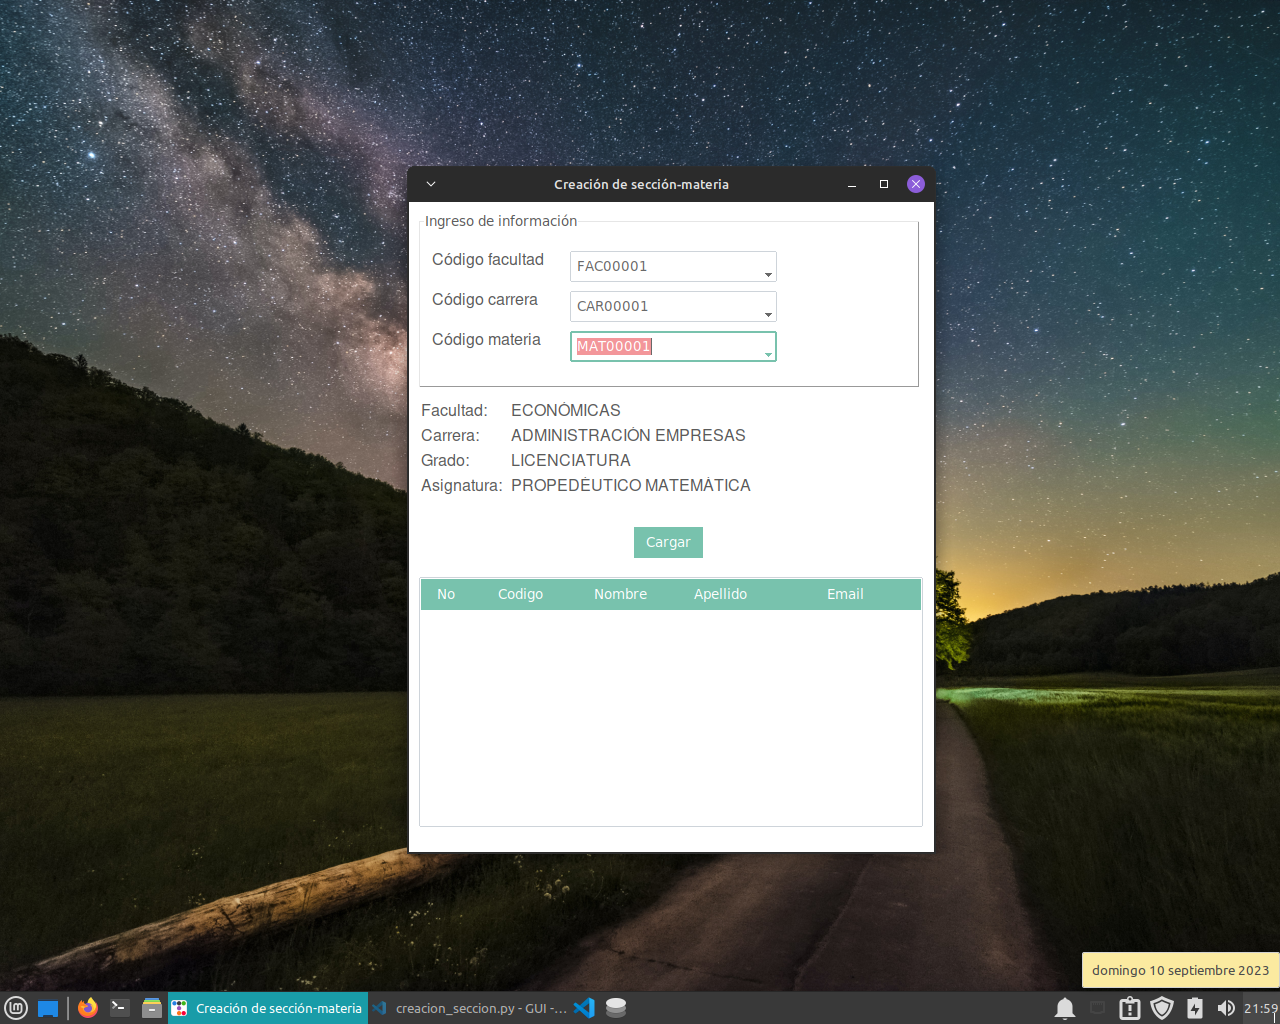 Creación de sección-materia
Ingreso de información
Código facultad
FAC00001
Código carrera
CAR00001
Código materia
MAT00001
Facultad: ECONÓMICAS
Carrera: ADMINISTRACIÓN EMPRESAS
Grado: LICENCIATURA
Asignatura: PROPEDÉUTICO MATEMÁTICA
Cargar
No Codigo Nombre Apellido Email
domingo 10 septiembre 2023
Creación de sección-materia
creacion_seccion.py - GUI -...
21:59